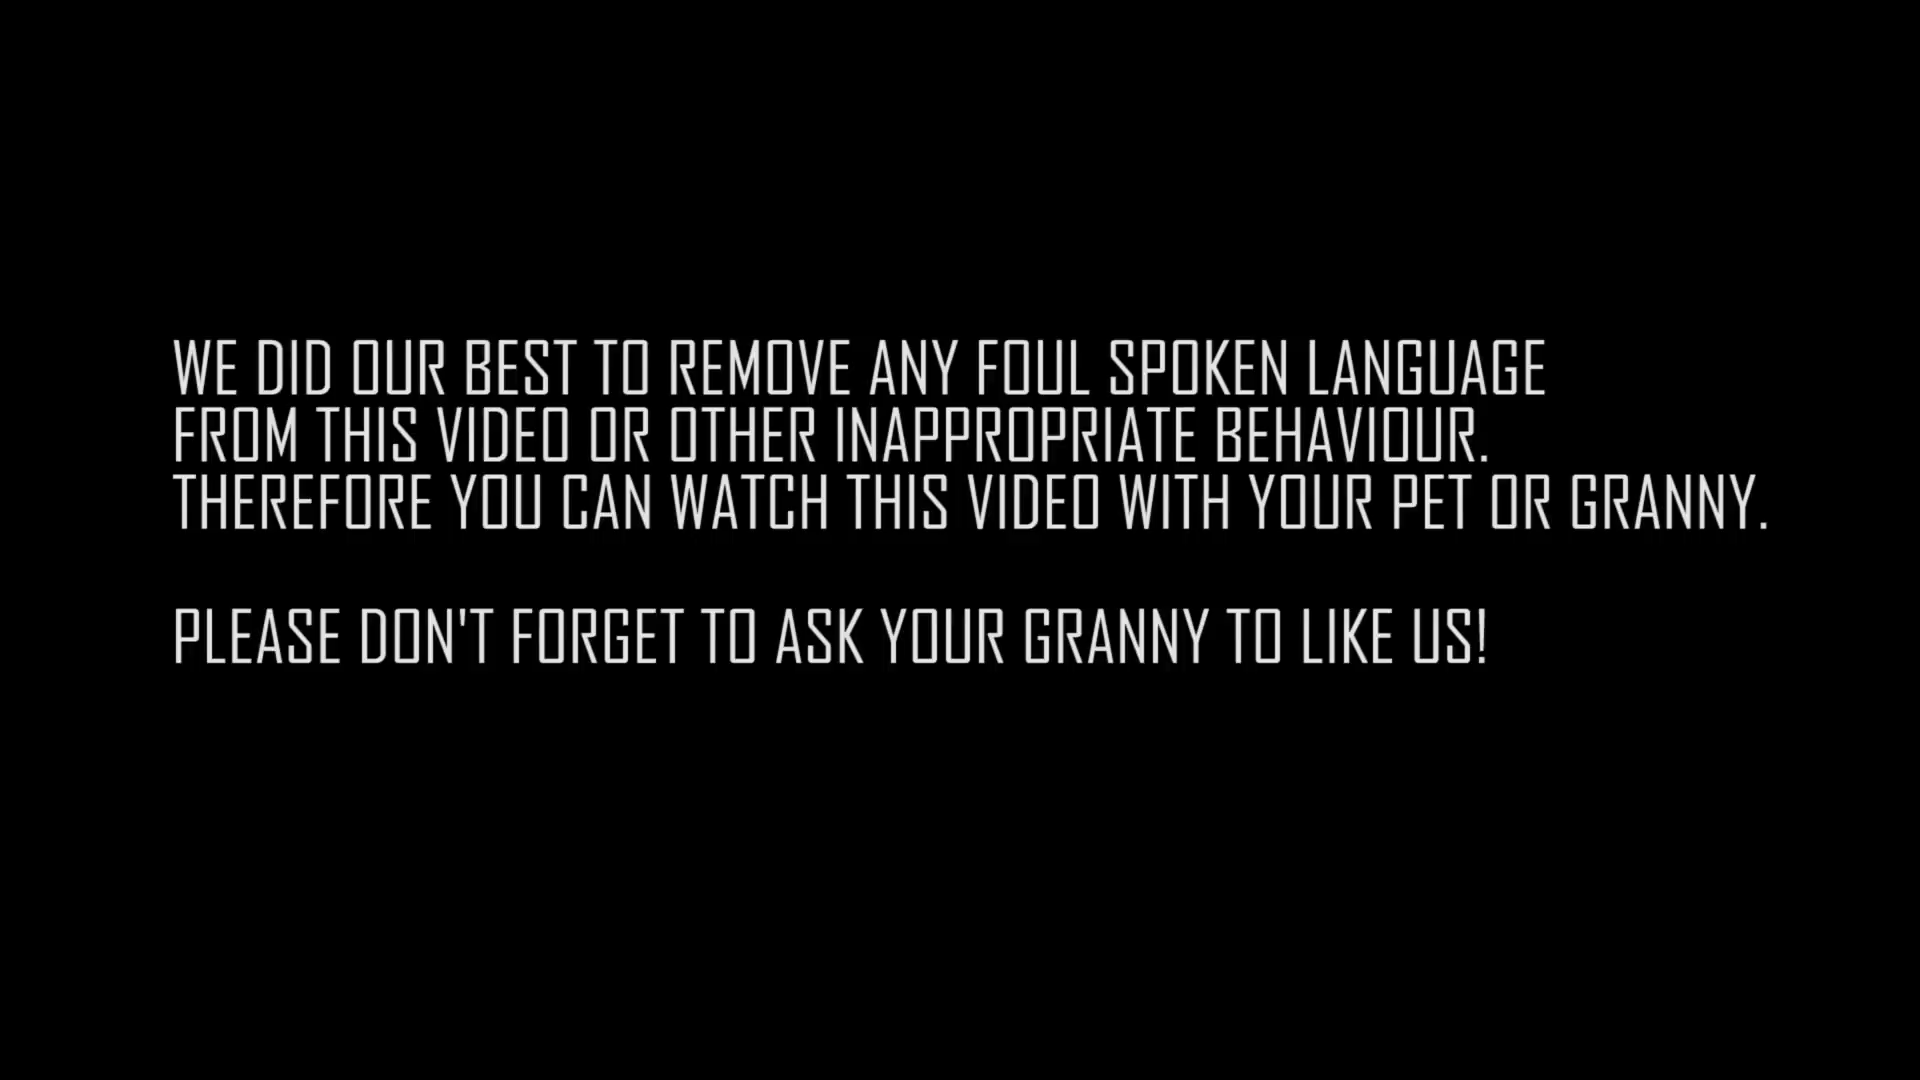 WE DID OUR BEST TO REMOVE ANY FOUL SPOKEN LANGUAGE
FROM THIS VIDEO OR OTHER INAPPROPRIATE BEHAVIOUR.
THEREFORE YOU CAN WATCH THIS VIDEO WITH YOUR PET OR GRANNY.
PLEASE DON'T FORGET TO ASK YOUR GRANNY TO LIKE US!